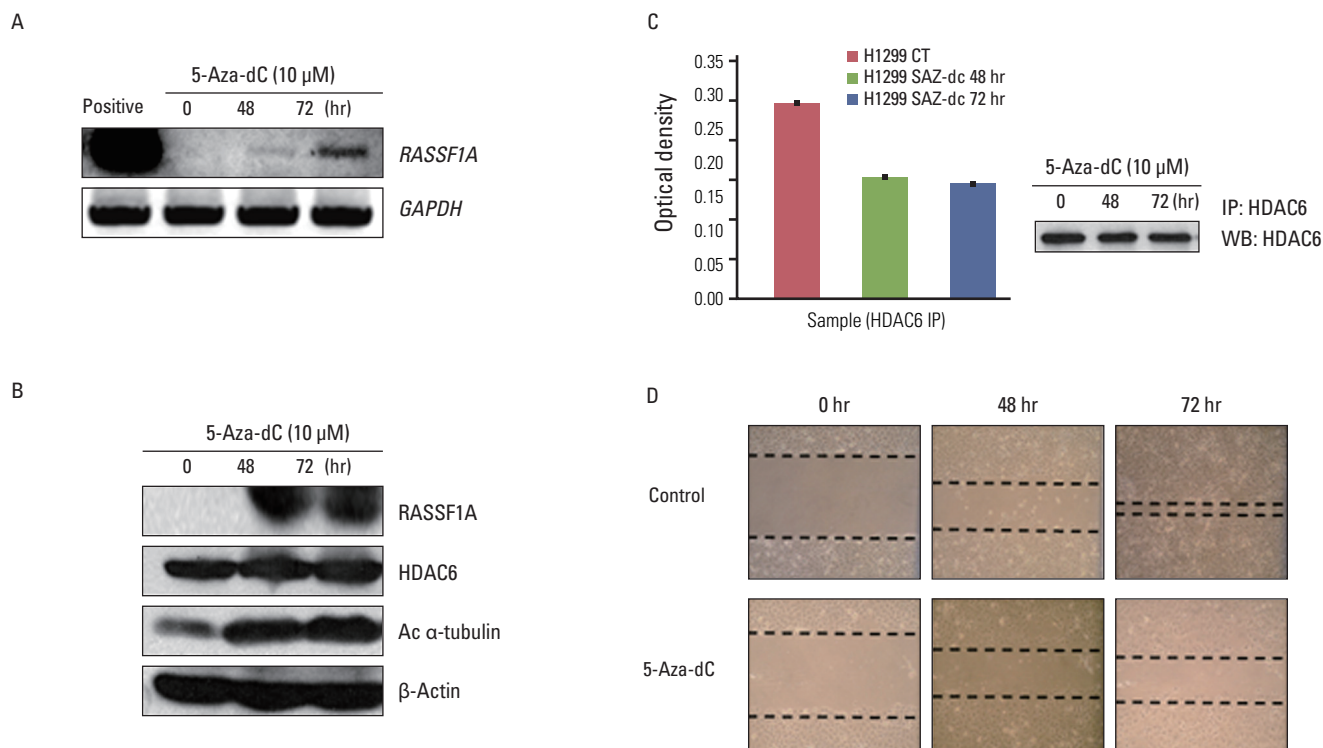 A
5-Aza-dC (10 µM)
Positive 0 48 72 (hr)
RASSF1A
GAPDH
B
5-Aza-dC (10 µM)
0 48 72 (hr)
RASSF1A
HDAC6
Ac α-tubulin
β-Actin
C
Optical density
0.35
0.30
0.25
0.20
0.15
0.10
0.05
0.00
H1299 CT
H1299 SAZ-dc 48 hr
H1299 SAZ-dc 72 hr
Sample (HDAC6 IP)
5-Aza-dC (10 µM)
0 48 72 (hr)
IP: HDAC6
WB: HDAC6
D
0 hr 48 hr 72 hr
Control
5-Aza-dC